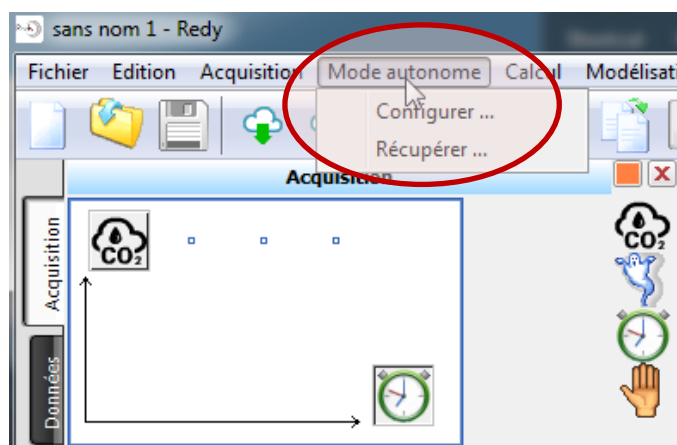 sans nom 1 - Redy
Fichier Edition Acquisition Mode autonome Calcul Modélisati
Configurer ...
Récupérer ...
Acquisition
Acquisition
CO2
CO2
Données